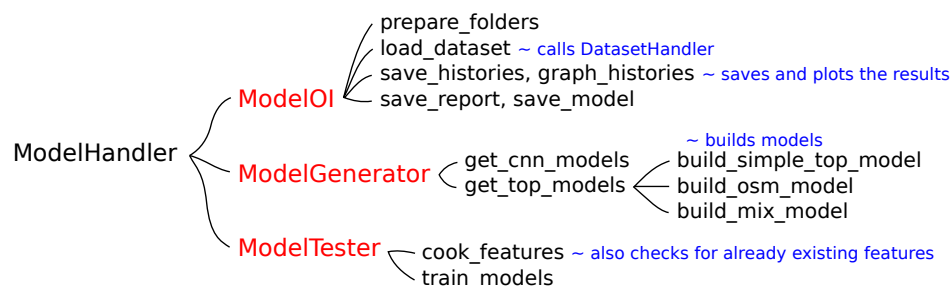 prepare_folders
load_dataset ~ calls DatasetHandler
save_histories, graph_histories ~ saves and plots the results
ModelOI
save_report, save_model
ModelHandler
~ builds models
get_cnn_models
build_simple_top_model
ModelGenerator
get_top_models
build_osm_model
build_mix_model
ModelTester
cook_features ~ also checks for already existing features
train_models